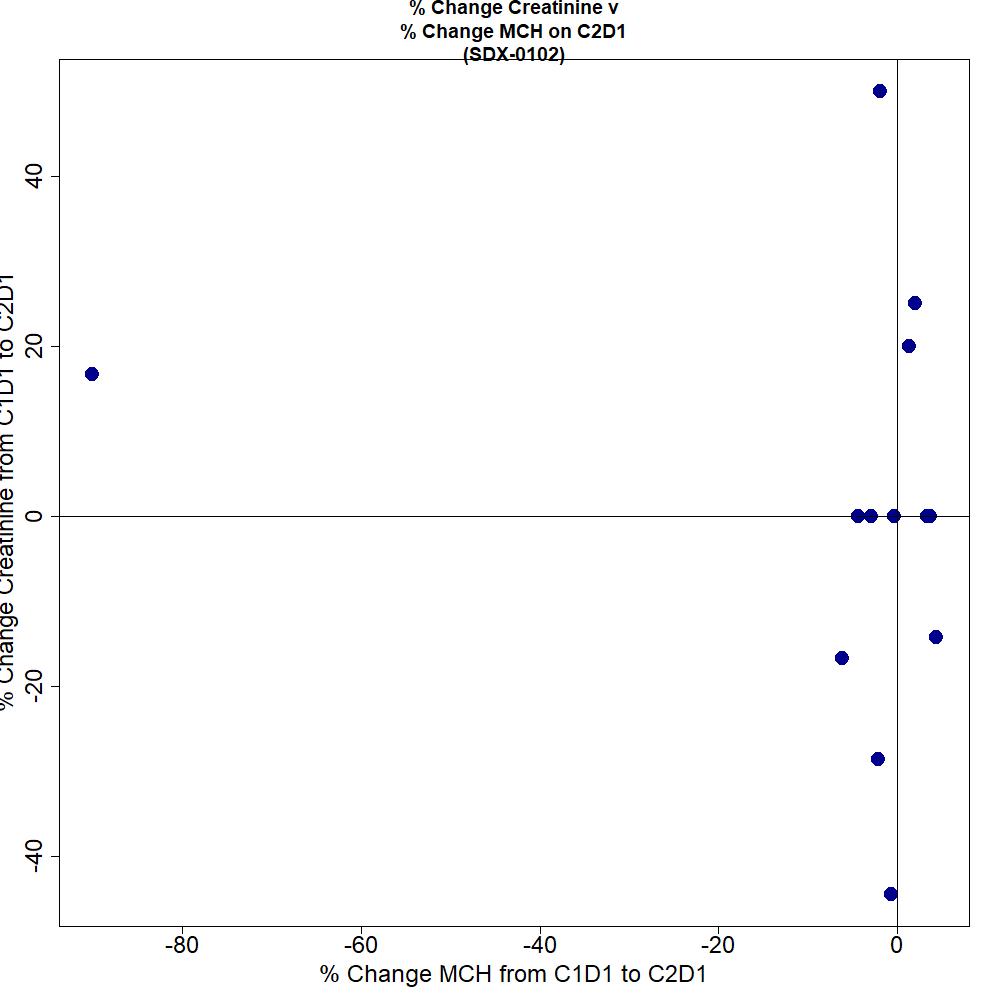 % Change Creatinine v
% Change MCH on C2D1
(SDX-0102)
% Change Creatinine from C1D1 to C2D1
40
20
0
-20
-40
-80
-60
-40
-20
0
% Change MCH from C1D1 to C2D1